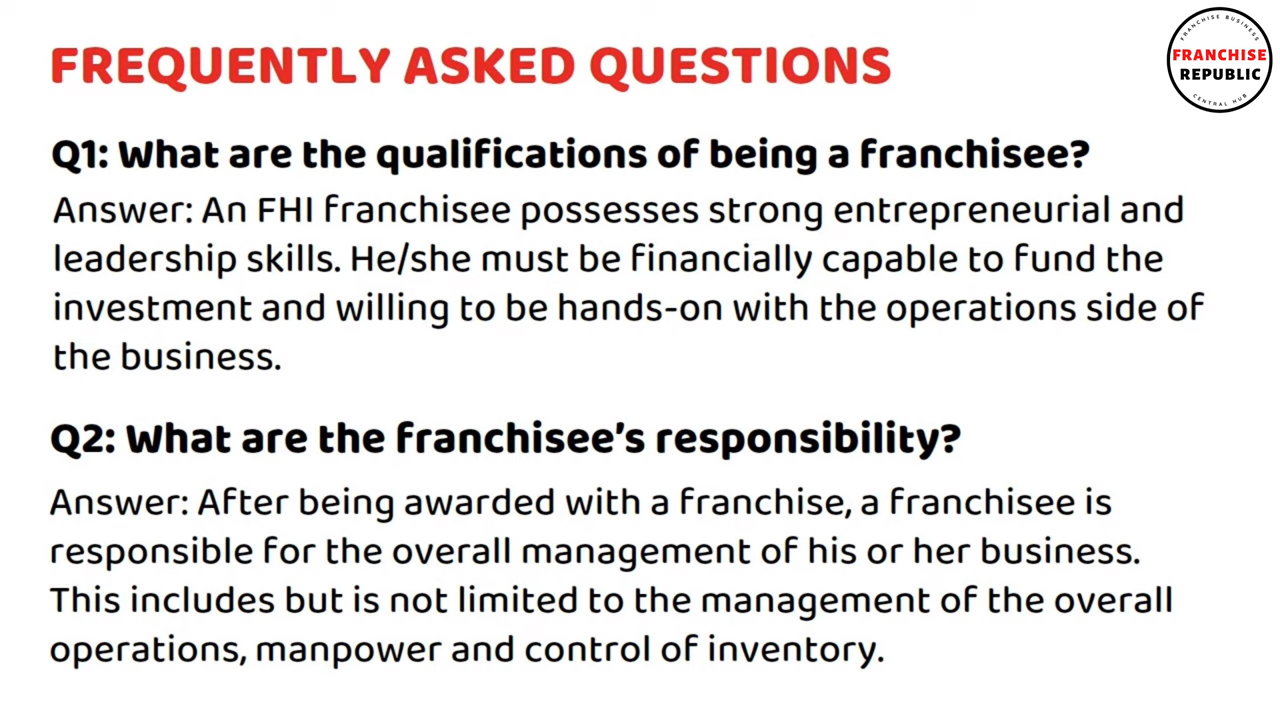 FREQUENTLY ASKED QUESTIONS
FRANCHISE BUSINESS
FRANCHISE
REPUBLIC
CENTRAL HUB
Q1: What are the qualifications of being a franchisee?
Answer: An FHI franchisee possesses strong entrepreneurial and
leadership skills. He/she must be financially capable to fund the
investment and willing to be hands-on with the operations side of
the business.
Q2: What are the franchisee's responsibility?
Answer: After being awarded with a franchise, a franchisee is
responsible for the overall management of his or her business.
This includes but is not limited to the management of the overall
operations, manpower and control of inventory.